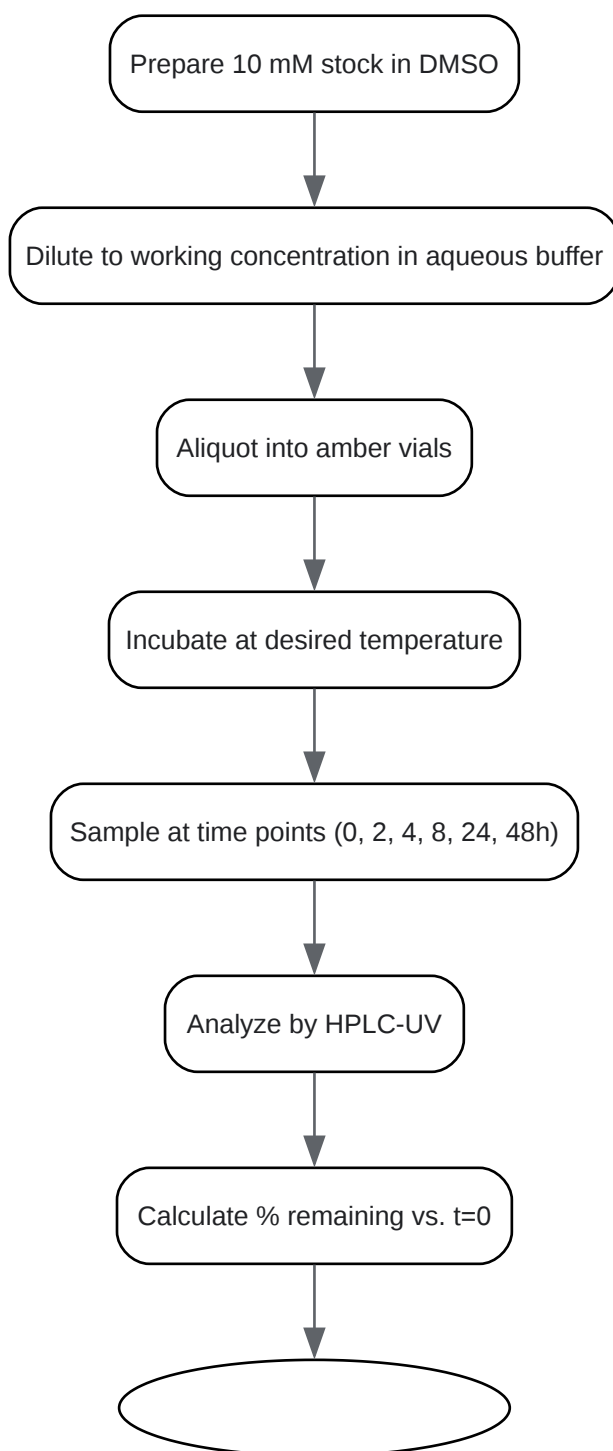 Prepare 10 mM stock in DMSO
Dilute to working concentration in aqueous buffer
Aliquot into amber vials
Incubate at desired temperature
Sample at time points (0, 2, 4, 8, 24, 48h)
Analyze by HPLC-UV
Calculate % remaining vs. t=0